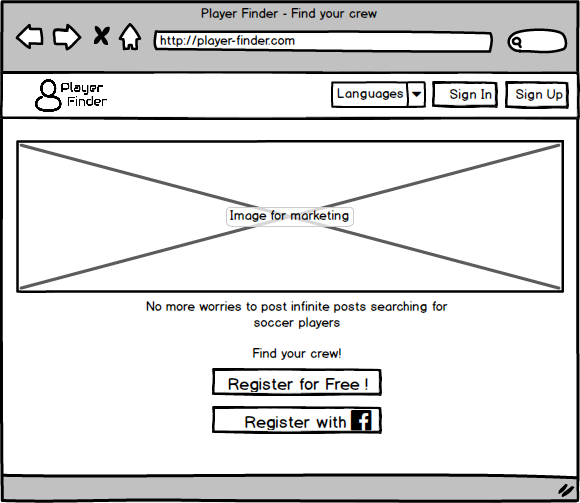 Player Finder - Find your crew
http://player-finder.com
Player
Finder
Languages
Sign In
Sign Up
Image for marketing
No more worries to post infinite posts searching for
soccer players
Find your crew!
Register for Free !
Register with f